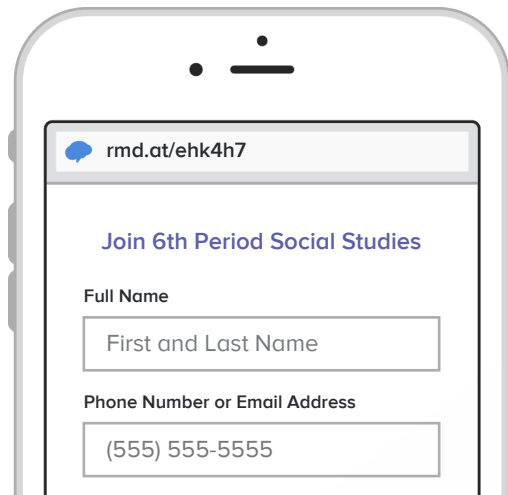 rmd.at/ehk4h7
Join 6th Period Social Studies
Full Name
First and Last Name
Phone Number or Email Address
(555) 555-5555